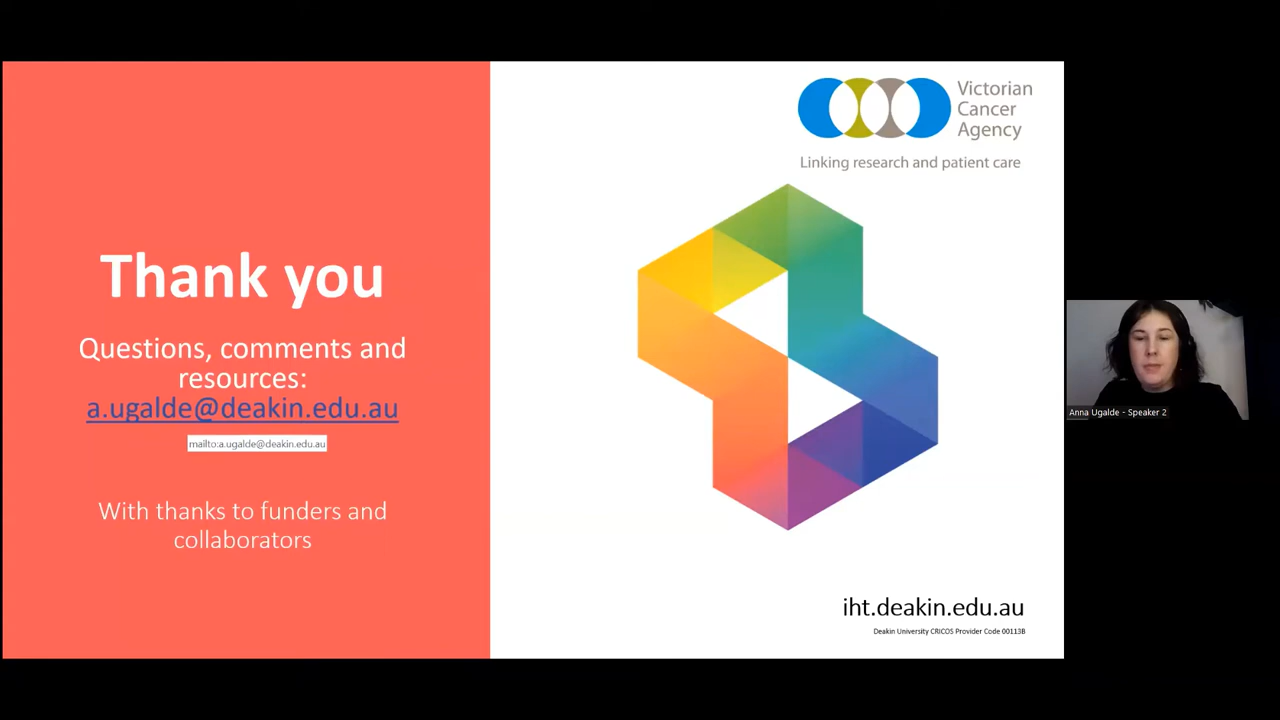 Thank you
Questions, comments and
resources:
a.ugalde@deakin.edu.au
mailto:a.ugalde@deakin.edu.au
With thanks to funders and
collaborators
Victorian
Cancer
Agency
Linking research and patient care
iht.deakin.edu.au
Deakin University CRICOS Provider Code 00113B
Anna Ugalde - Speaker 2